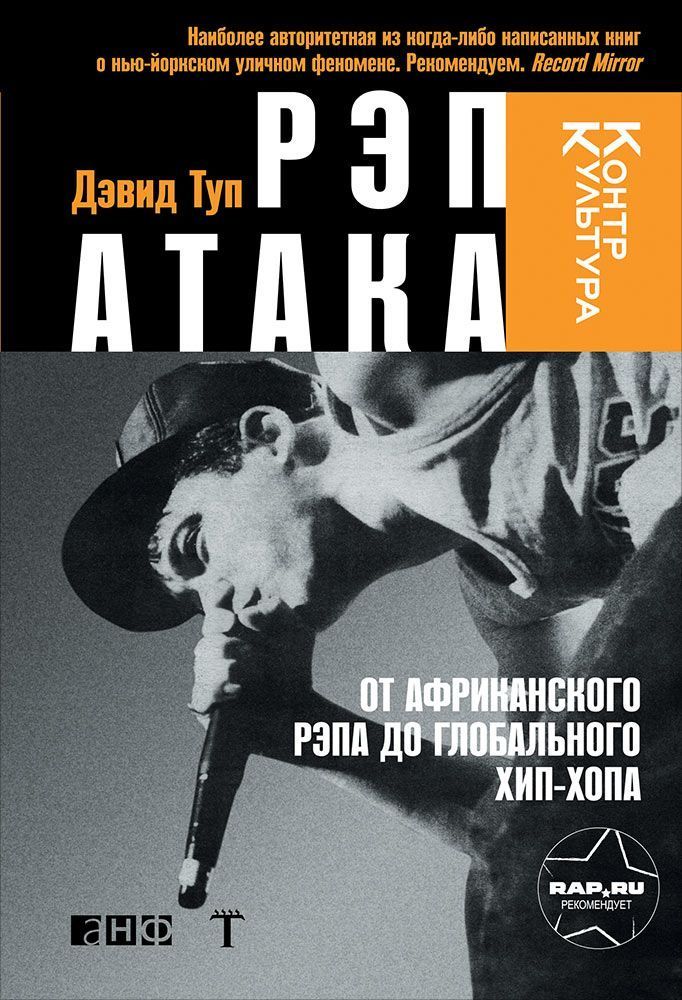 Наиболее авторитетная из когда-либо написанных книг
о нью-йоркском уличном феномене. Рекомендуем. Record Mirror
Дэвид Туп
РЭП
АТАКА
КОНТР
КУЛЬТУРА
ОТ АФРИКАНСКОГО
РЭПА ДО ГЛОБАЛЬНОГО
ХИП-ХОПА
RAP.RU
РЕКОМЕНДУЕТ
анф
Т